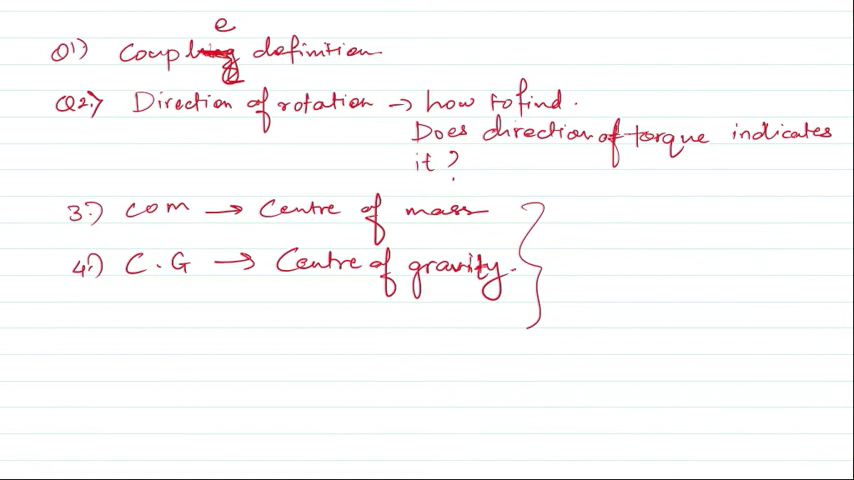 Q1) Couple definition
Q2) Direction of rotation → how to find.
Does direction of torque indicates
it?
3.) COM → Centre of mass
4.) C.G → Centre of gravity.